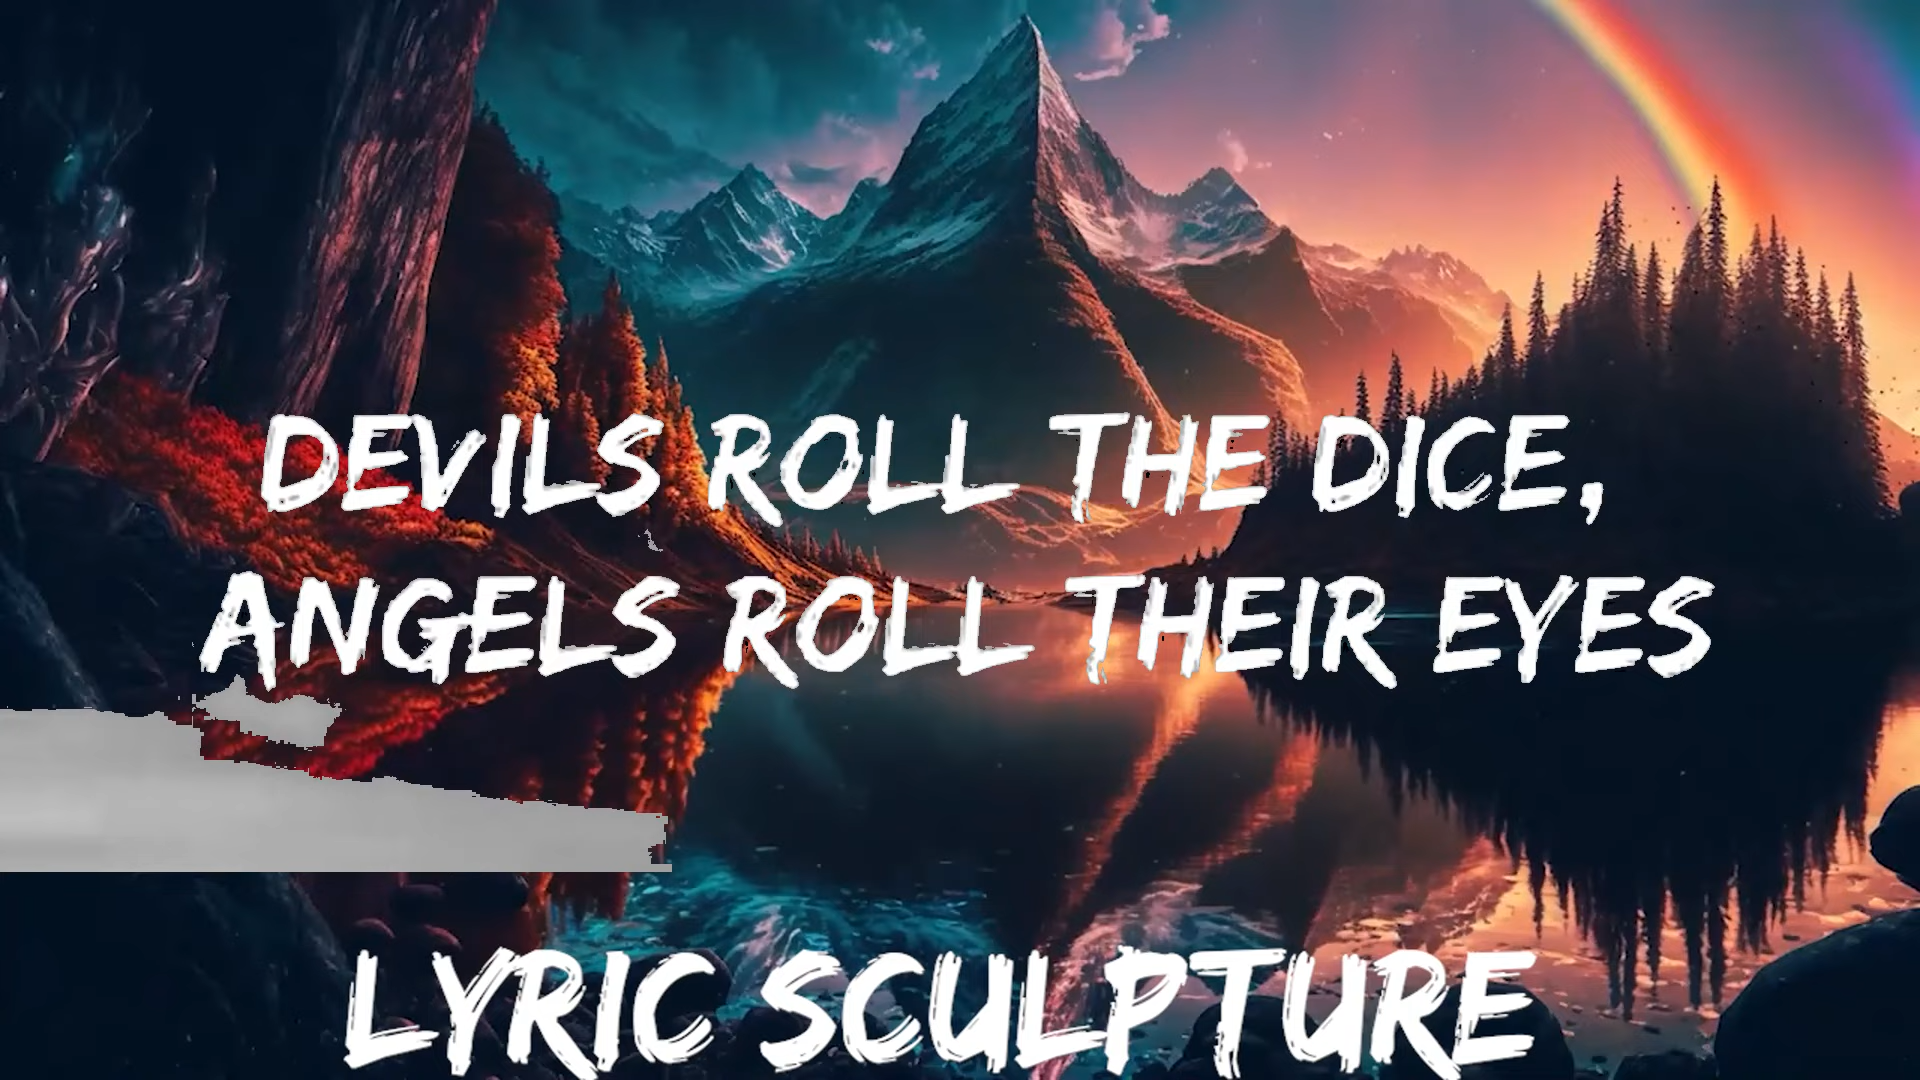 DEVILS ROLL THE DICE,
ANGELS ROLL THEIR EYES
LYRIC SCULPTURE